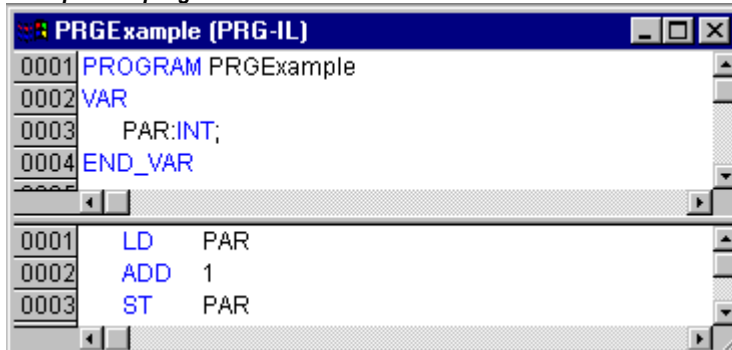 PRGExample (PRG-IL)
0001 PROGRAM PRGExample
0002 VAR
0003 PAR:INT;
0004 END_VAR
0001 LD PAR
0002 ADD 1
0003 ST PAR